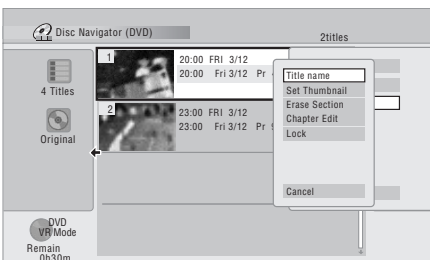 Disc Navigator (DVD)
2titles
4 Titles
Original
DVD
VR Mode
Remain
0h30m
1
20:00 FRI 3/12
20:00 Fri 3/12 Pr 4
2
23:00 FRI 3/12
23:00 Fri 3/12 Pr 9
Title name
Set Thumbnail
Erase Section
Chapter Edit
Lock
Cancel